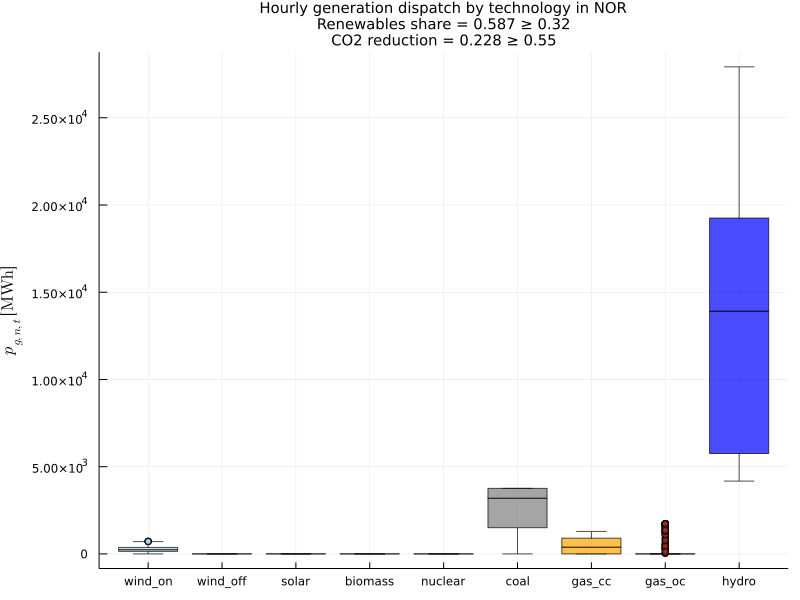 Hourly generation dispatch by technology in NOR
Renewables share = 0.587 ≥ 0.32
CO2 reduction = 0.228 ≥ 0.55
2.50×10⁴
2.00×10⁴
1.50×10⁴
1.00×10⁴
5.00×10³
0
p_{g,n,t} [MWh]
wind_on wind_off solar biomass nuclear coal gas_cc gas_oc hydro